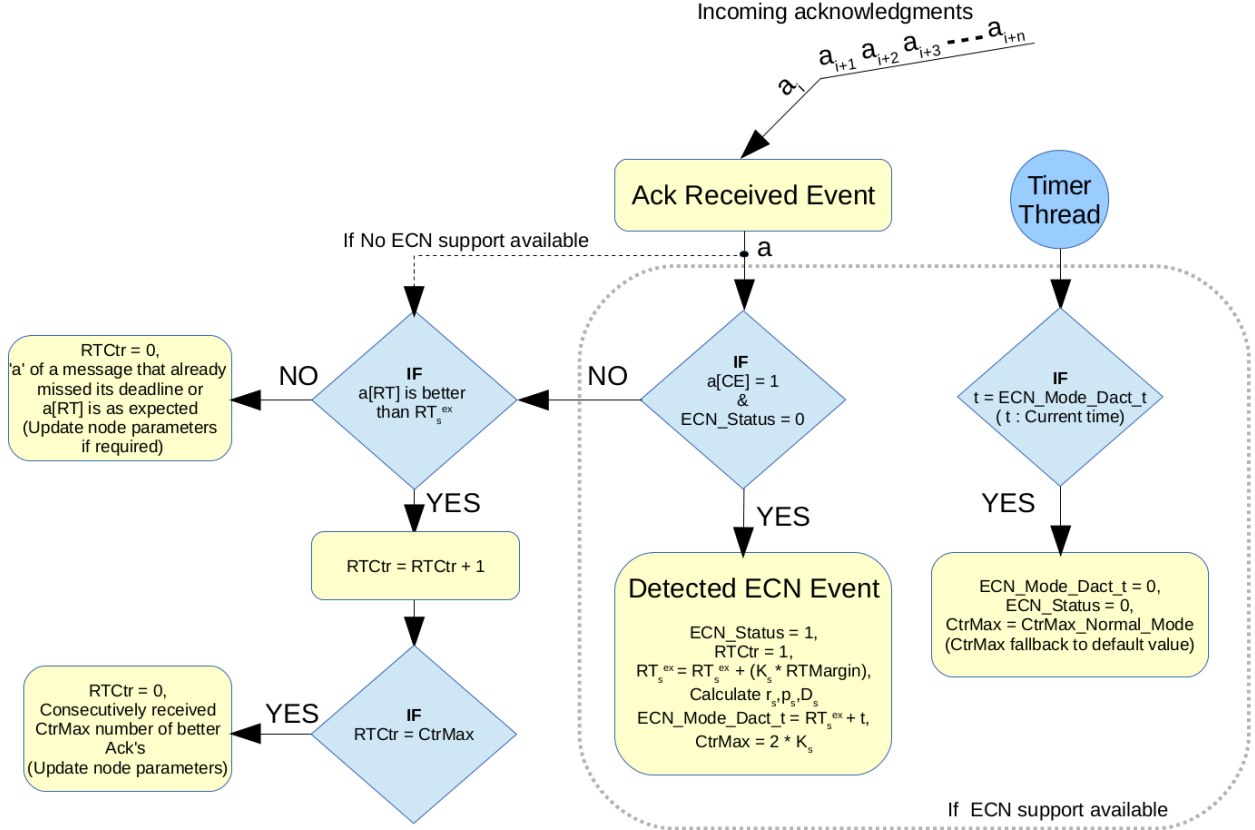 Incoming acknowledgments
a_i a_{i+1} a_{i+2} a_{i+3} ---- a_{i+n}
Ack Received Event
Timer
Thread
a
If No ECN support available
IF
a[RT] is better
than RT_s^{ex}
NO
RTCtr = 0,
'a' of a message that already
missed its deadline or
a[RT] is as expected
(Update node parameters
if required)
YES
RTCtr = RTCtr + 1
IF
RTCtr = CtrMax
YES
RTCtr = 0,
Consecutively received
CtrMax number of better
Ack's
(Update node parameters)
IF
a[CE] = 1
&
ECN_Status = 0
NO
YES
Detected ECN Event
ECN_Status = 1,
RTCtr = 1,
RT_s^{ex} = RT_s^{ex} + (K_s * RTMargin),
Calculate r_s,p_s,D_s
ECN_Mode_Dact_t = RT_s^{ex} + t,
CtrMax = 2 * K_s
IF
t = ECN_Mode_Dact_t
( t : Current time)
YES
ECN_Mode_Dact_t = 0,
ECN_Status = 0,
CtrMax = CtrMax_Normal_Mode
(CtrMax fallback to default value)
If ECN support available